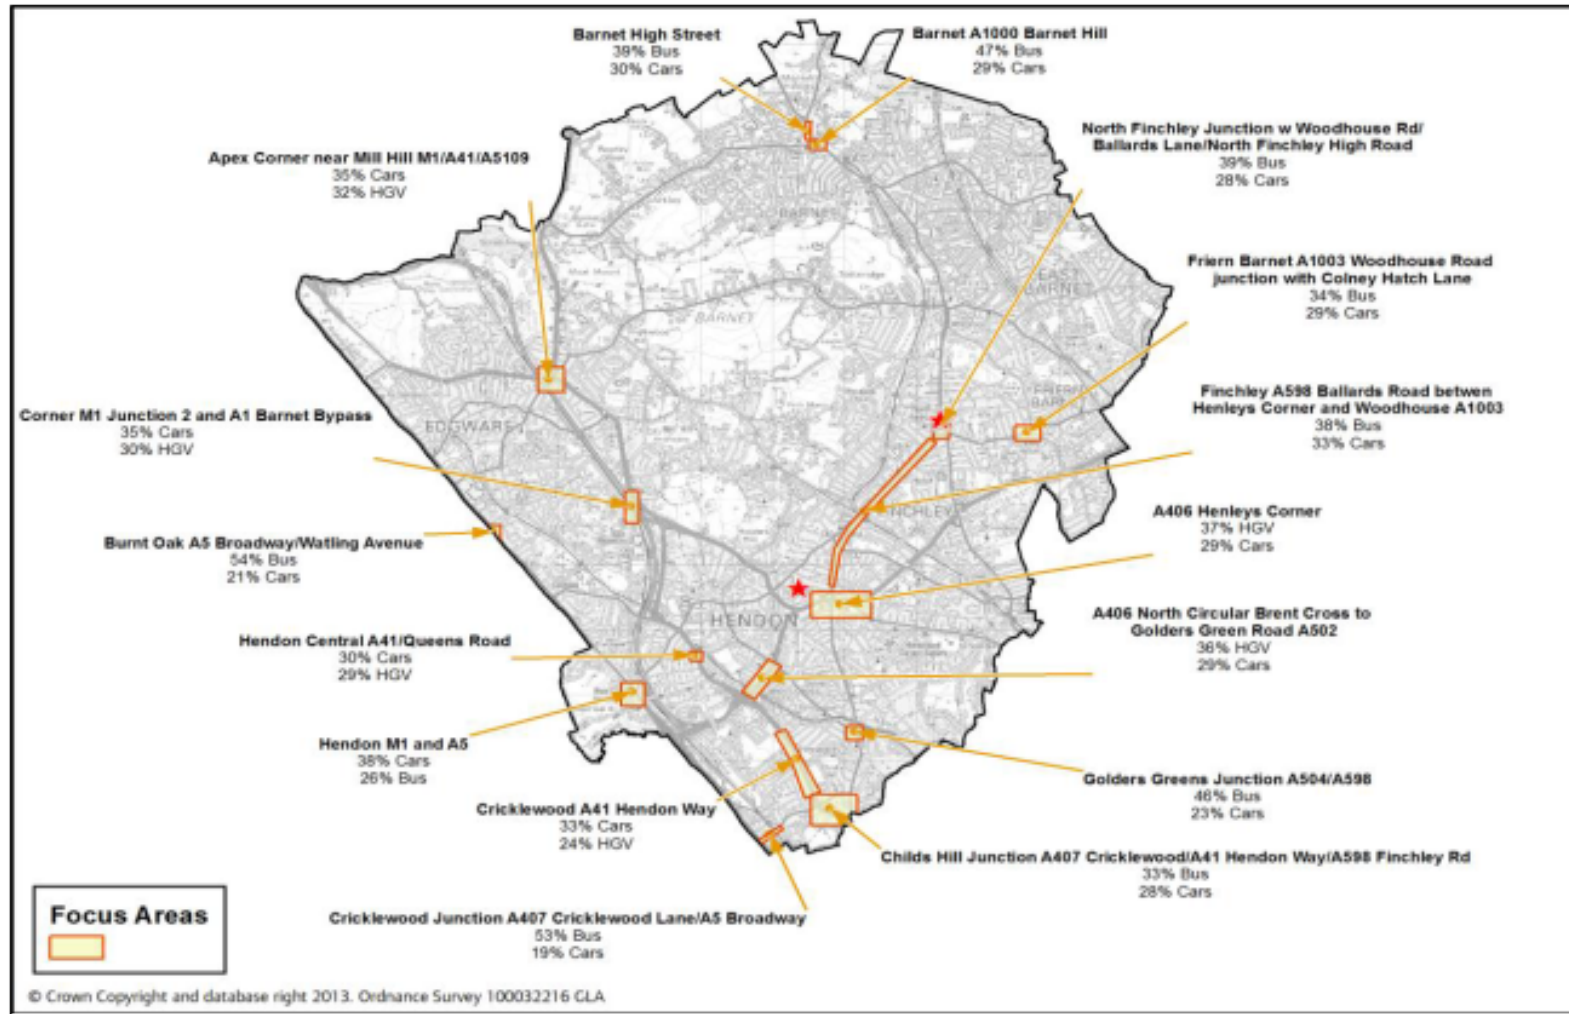 Barnet High Street
39% Bus
30% Cars
Barnet A1000 Barnet Hill
47% Bus
29% Cars
North Finchley Junction w Woodhouse Rd/
Ballards Lane/North Finchley High Road
39% Bus
28% Cars
Apex Corner near Mill Hill M1/A41/A5109
35% Cars
32% HGV
Friern Barnet A1003 Woodhouse Road
junction with Colney Hatch Lane
34% Bus
29% Cars
Corner M1 Junction 2 and A1 Barnet Bypass
35% Cars
30% HGV
Finchley A598 Ballards Road betwen
Henleys Corner and Woodhouse A1003
38% Bus
33% Cars
A406 Henleys Corner
37% HGV
29% Cars
Burnt Oak A5 Broadway/Watling Avenue
54% Bus
21% Cars
A406 North Circular Brent Cross to
Golders Green Road A502
36% HGV
29% Cars
Hendon Central A41/Queens Road
30% Cars
29% HGV
Hendon M1 and A5
38% Cars
26% Bus
Golders Greens Junction A504/A598
46% Bus
23% Cars
Cricklewood A41 Hendon Way
33% Cars
24% HGV
Childs Hill Junction A407 Cricklewood/A41 Hendon Way/A598 Finchley Rd
33% Bus
28% Cars
Cricklewood Junction A407 Cricklewood Lane/A5 Broadway
53% Bus
19% Cars
BARNET
EAST
BARNET
EDGWARE
HENDON
Focus Areas
© Crown Copyright and database right 2013. Ordnance Survey 100032216 GLA